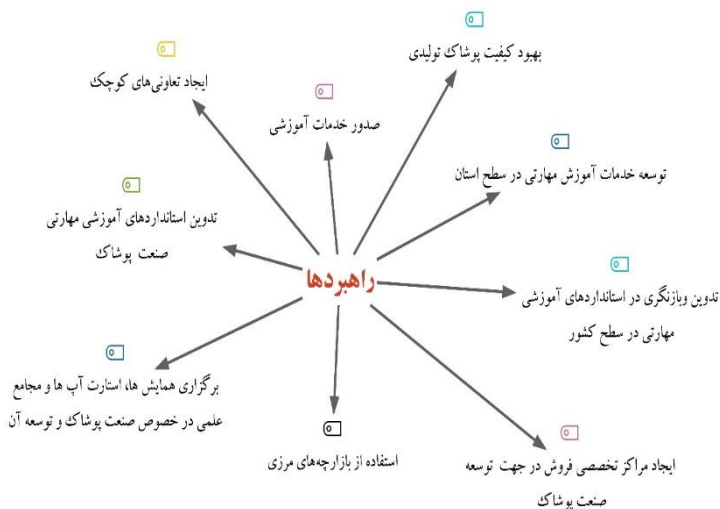 بهبود کیفیت پوشاک تولیدی
ایجاد تعاونی‌های کوچک
صدور خدمات آموزشی
توسعه خدمات آموزش مهارتی در سطح استان
تدوین استانداردهای آموزشی مهارتی
صنعت پوشاک
راهبردها
تدوین وبازنگری در استانداردهای آموزشی
مهارتی در سطح کشور
برگزاری همایش ها، استارت آپ ها و مجامع
علمی در خصوص صنعت پوشاک و توسعه آن
استفاده از بازارچه‌های مرزی
ایجاد مراکز تخصصی فروش در جهت توسعه
صنعت پوشاک